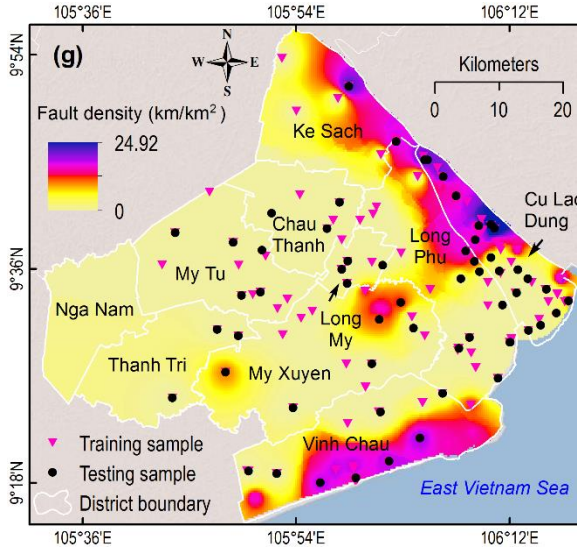 105°36'E
105°54'E
106°12'E
9°54'N
(g)
N
W E
S
Kilometers
0 10 20
Fault density (km/km²)
24.92
0
Ke Sach
Cu Lao
Dung
Chau
Thanh
Long
Phu
My Tu
9°36'N
Nga Nam
Long
My
Thanh Tri
My Xuyen
Training sample
Testing sample
District boundary
Vinh Chau
9°18'N
East Vietnam Sea
105°36'E
105°54'E
106°12'E